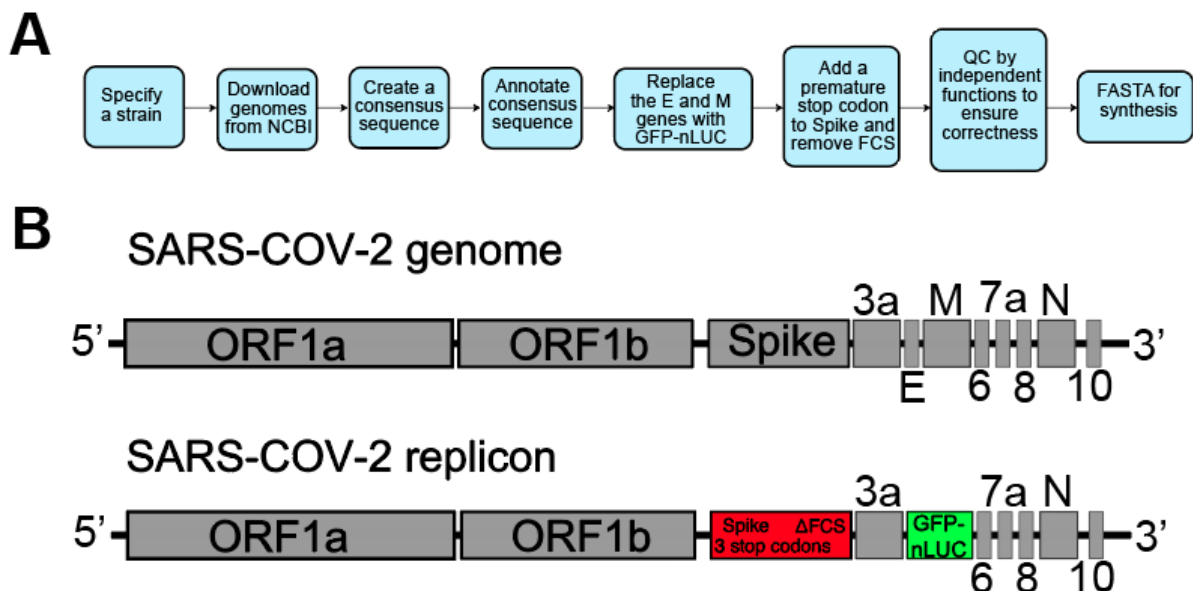 A
Specify
a strain
Download
genomes
from NCBI
Create a
consensus
sequence
Annotate
consensus
sequence
Replace
the E and M
genes with
GFP-nLUC
Add a
premature
stop codon
to Spike and
remove FCS
QC by
independent
functions to
ensure
correctness
FASTA for
synthesis
B
SARS-COV-2 genome
3a M 7a N
5’ ORF1a ORF1b Spike 3’
E 6 8 10
SARS-COV-2 replicon
3a 7a N
5’ ORF1a ORF1b Spike ΔFCS GFP- 3’
3 stop codons nLUC
6 8 10